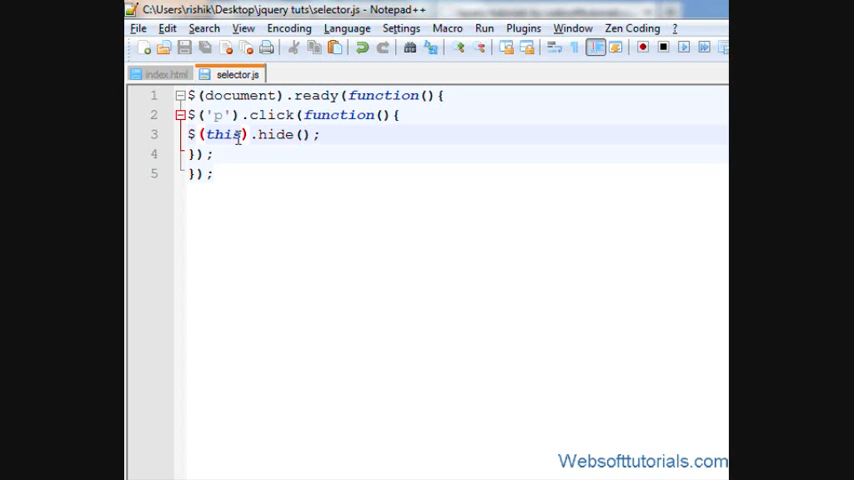 C:\Users\rishik\Desktop\jquery tuts\selector.js - Notepad++
File Edit Search View Encoding Language Settings Macro Run Plugins Window Zen Coding ?
index.html selector.js
1 $(document).ready(function(){
2 $('p').click(function(){
3 $(this).hide();
4 });
5 });
Websofttutorials.com